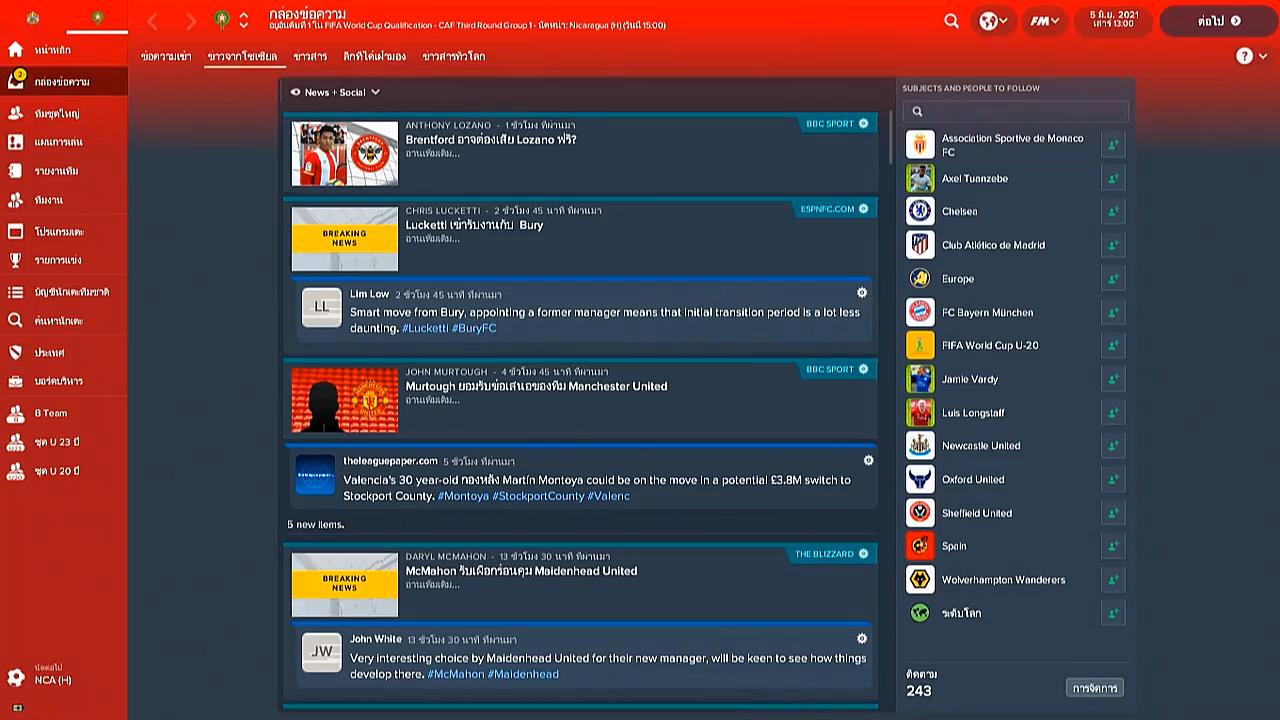 กล่องข้อความ
อยู่อันดับที่ 1 ใน FIFA World Cup Qualification - CAF Third Round Group 1 - นัดหน้า: Nicaragua (H) (วันนี้ 15:00)
FM
5 มิ.ย. 2021
เสาร์ 13:00
ต่อไป
ข้อความเข้า
ข่าวจากโซเชียล
ข่าวสาร
ลีกที่ได้เฝ้ามอง
ข่าวสารทั่วโลก
?
หน้าหลัก
2
กล่องข้อความ
ทีมชุดใหญ่
แผนการเล่น
รายงานทีม
ทีมงาน
โปรแกรมเตะ
รายการแข่ง
บัญชีนักเตะทีมชาติ
ค้นหานักเตะ
ประเทศ
บอร์ดบริหาร
B Team
ชุด U 23 ปี
ชุด U 20 ปี
นัดต่อไป
NCA (H)
News + Social
ANTHONY LOZANO - 1 ชั่วโมง ที่ผ่านมา
BBC SPORT
Brentford อาจต้องเสีย Lozano ฟรี?
อ่านเพิ่มเติม...
CHRIS LUCKETTI - 2 ชั่วโมง 45 นาที ที่ผ่านมา
ESPNFC.COM
BREAKING
NEWS
Lucketti เข้ารับงานกับ Bury
อ่านเพิ่มเติม...
LL
Lim Low 2 ชั่วโมง 45 นาที ที่ผ่านมา
Smart move from Bury, appointing a former manager means that initial transition period is a lot less
daunting. #Lucketti #BuryFC
JOHN MURTOUGH - 4 ชั่วโมง 45 นาที ที่ผ่านมา
BBC SPORT
Murtough ยอมรับข้อเสนอของทีม Manchester United
อ่านเพิ่มเติม...
theleaguepaper.com 5 ชั่วโมง ที่ผ่านมา
Valencia's 30 year-old กองหลัง Martín Montoya could be on the move in a potential £3.8M switch to
Stockport County. #Montoya #StockportCounty #Valenc
5 new items.
DARYL MCMAHON - 13 ชั่วโมง 30 นาที ที่ผ่านมา
THE BLIZZARD
BREAKING
NEWS
McMahon รับเผือกร้อนคุม Maidenhead United
อ่านเพิ่มเติม...
JW
John White 13 ชั่วโมง 30 นาที ที่ผ่านมา
Very interesting choice by Maidenhead United for their new manager, will be keen to see how things
develop there. #McMahon #Maidenhead
SUBJECTS AND PEOPLE TO FOLLOW
Association Sportive de Monaco
FC
Axel Tuanzebe
Chelsea
Club Atlético de Madrid
Europe
FC Bayern München
FIFA World Cup U-20
Jamie Vardy
Luis Longstaff
Newcastle United
Oxford United
Sheffield United
Spain
Wolverhampton Wanderers
ระดับโลก
ติดตาม
243
การจัดการ